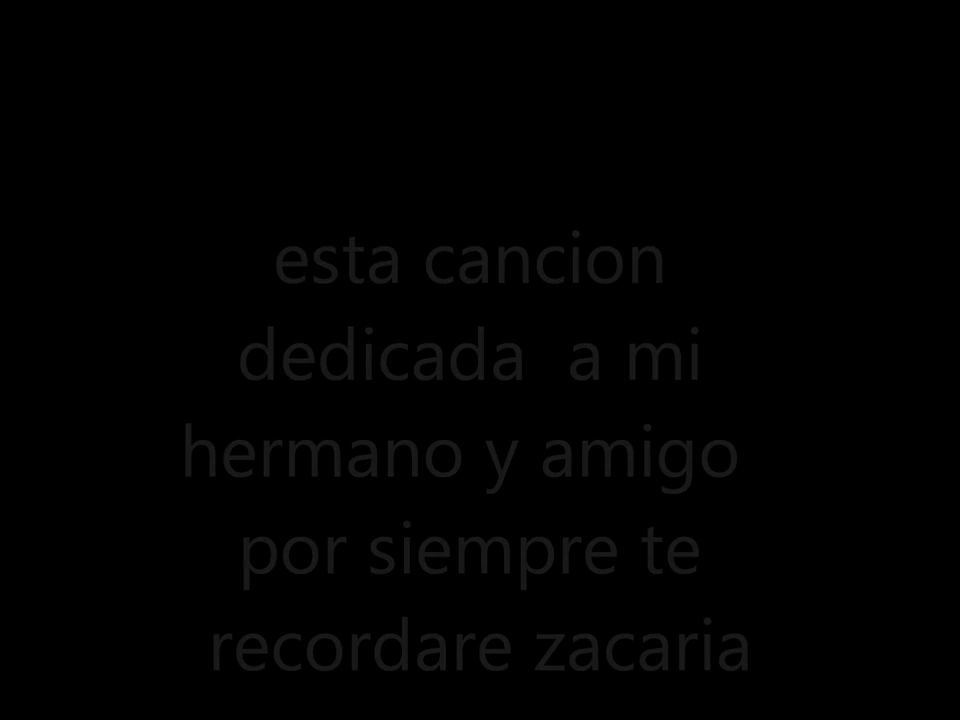 esta cancion
dedicada  a mi
hermano y amigo
por siempre te
recordare zacaria